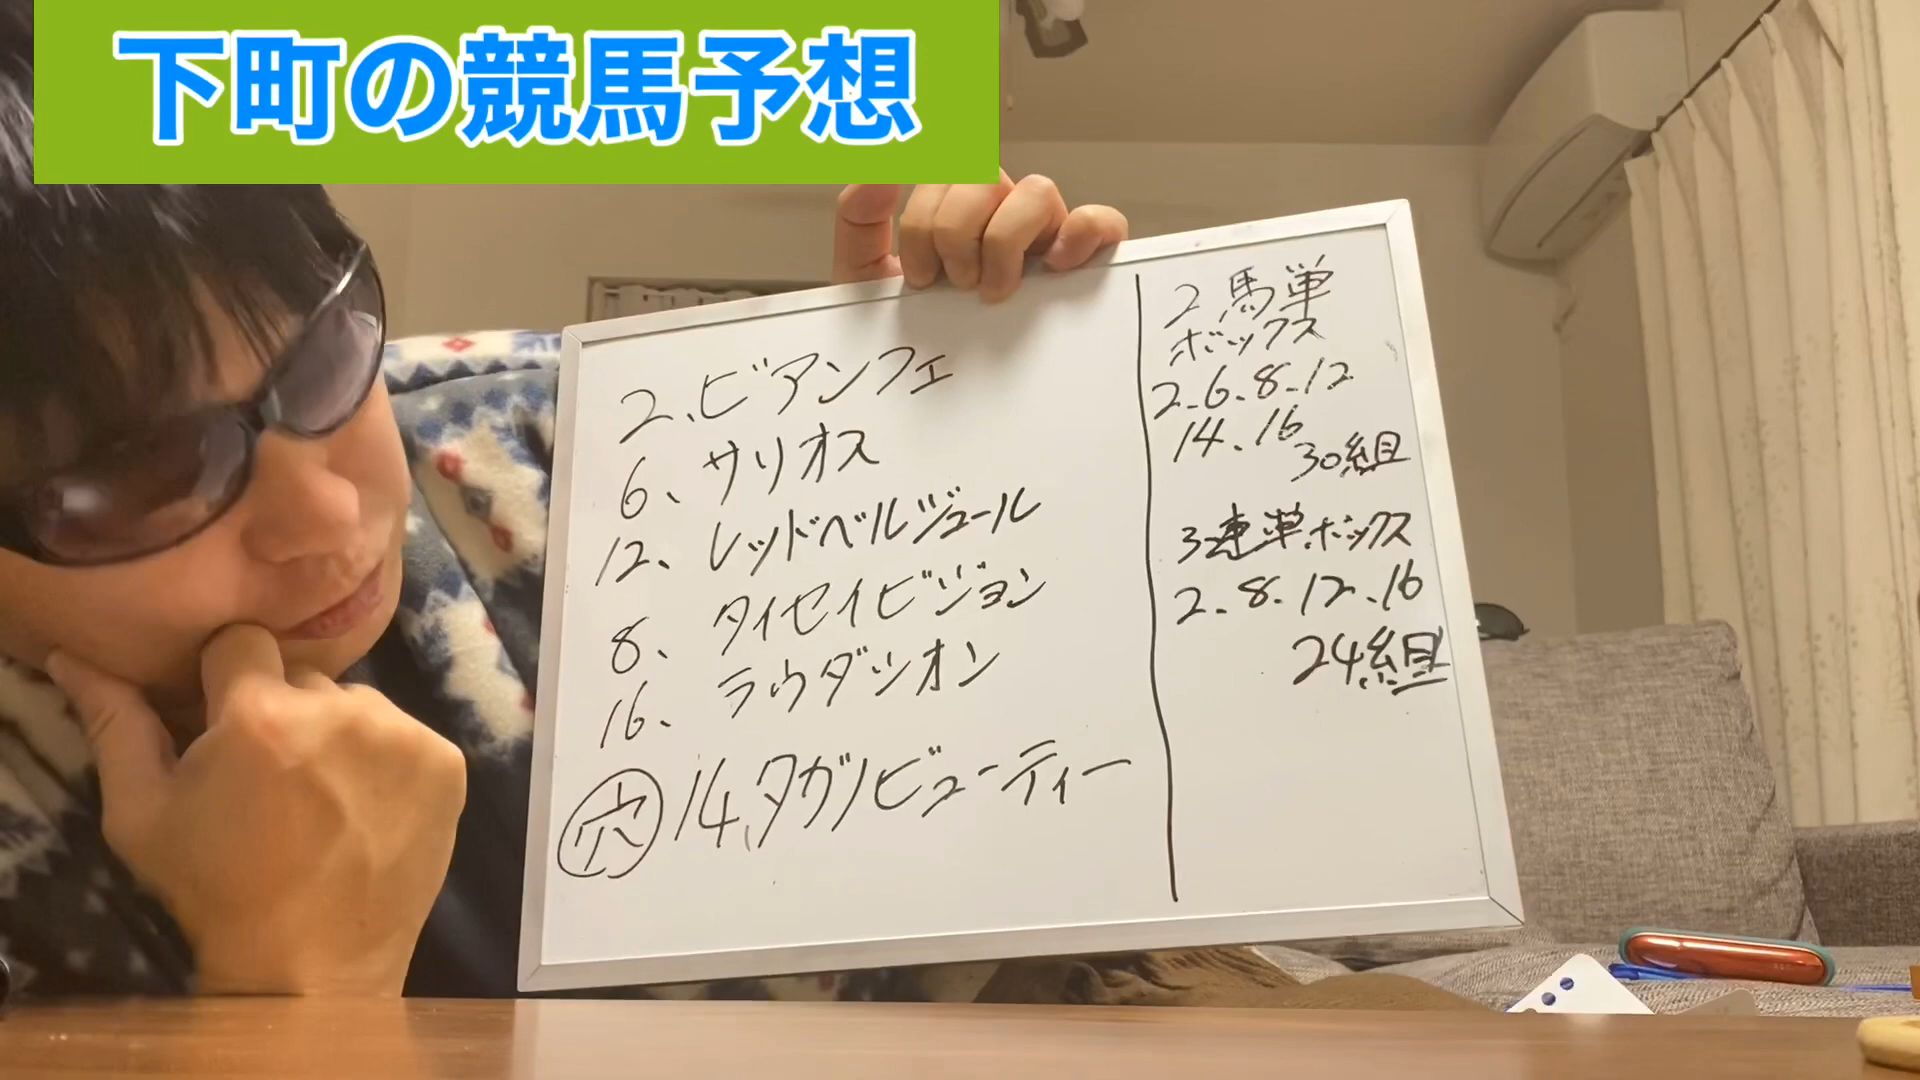 下町の競馬予想
2、ビアンフェ
6、サリオス
12、レッドベルジュール
8、タイセイビジョン
16、ラウダシオン
穴 14、タガノビューティー
2馬単
ボックス
2-6-8-12
14、16
30組
3連単ボックス
2-8-12-16
24組